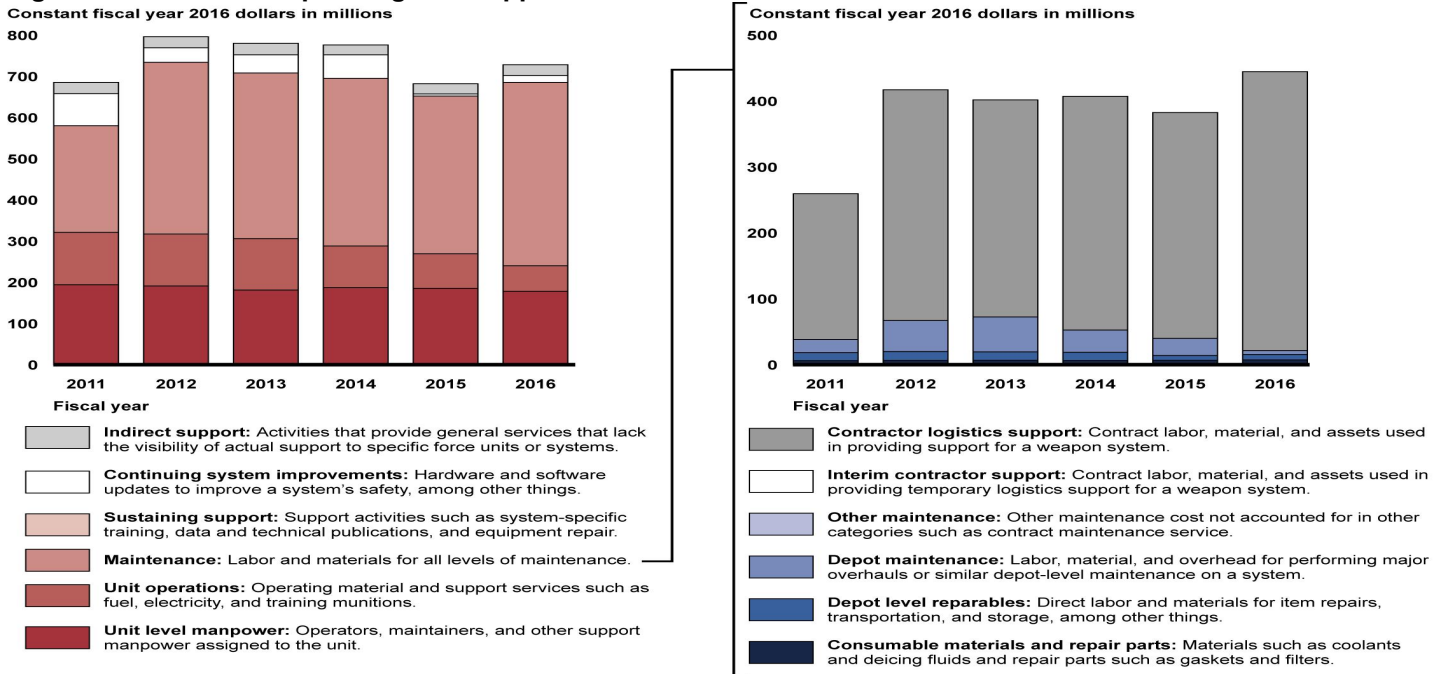 Constant fiscal year 2016 dollars in millions
800
700
600
500
400
300
200
100
0
2011 2012 2013 2014 2015 2016
Fiscal year
Indirect support: Activities that provide general services that lack
the visibility of actual support to specific force units or systems.
Continuing system improvements: Hardware and software
updates to improve a system's safety, among other things.
Sustaining support: Support activities such as system-specific
training, data and technical publications, and equipment repair.
Maintenance: Labor and materials for all levels of maintenance.
Unit operations: Operating material and support services such as
fuel, electricity, and training munitions.
Unit level manpower: Operators, maintainers, and other support
manpower assigned to the unit.
Constant fiscal year 2016 dollars in millions
500
400
300
200
100
0
2011 2012 2013 2014 2015 2016
Fiscal year
Contractor logistics support: Contract labor, material, and assets used
in providing support for a weapon system.
Interim contractor support: Contract labor, material, and assets used in
providing temporary logistics support for a weapon system.
Other maintenance: Other maintenance cost not accounted for in other
categories such as contract maintenance service.
Depot maintenance: Labor, material, and overhead for performing major
overhauls or similar depot-level maintenance on a system.
Depot level reparables: Direct labor and materials for item repairs,
transportation, and storage, among other things.
Consumable materials and repair parts: Materials such as coolants
and deicing fluids and repair parts such as gaskets and filters.